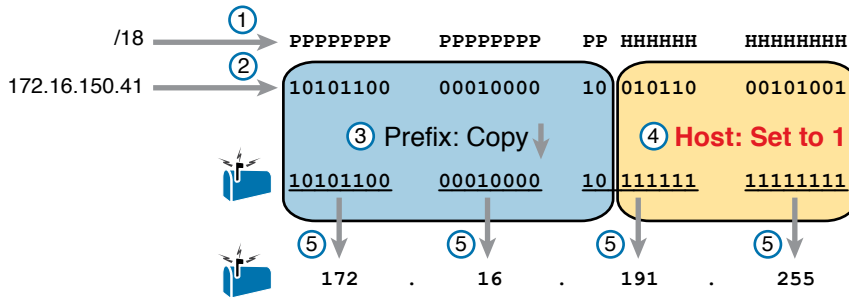 1
/18 PPPPPPPP PPPPPPPP PP HHHHHH HHHHHHHH
2
172.16.150.41 10101100 00010000 10 010110 00101001
3 Prefix: Copy 4 Host: Set to 1
10101100 00010000 10 111111 11111111
5 5 5 5
172 . 16 . 191 . 255